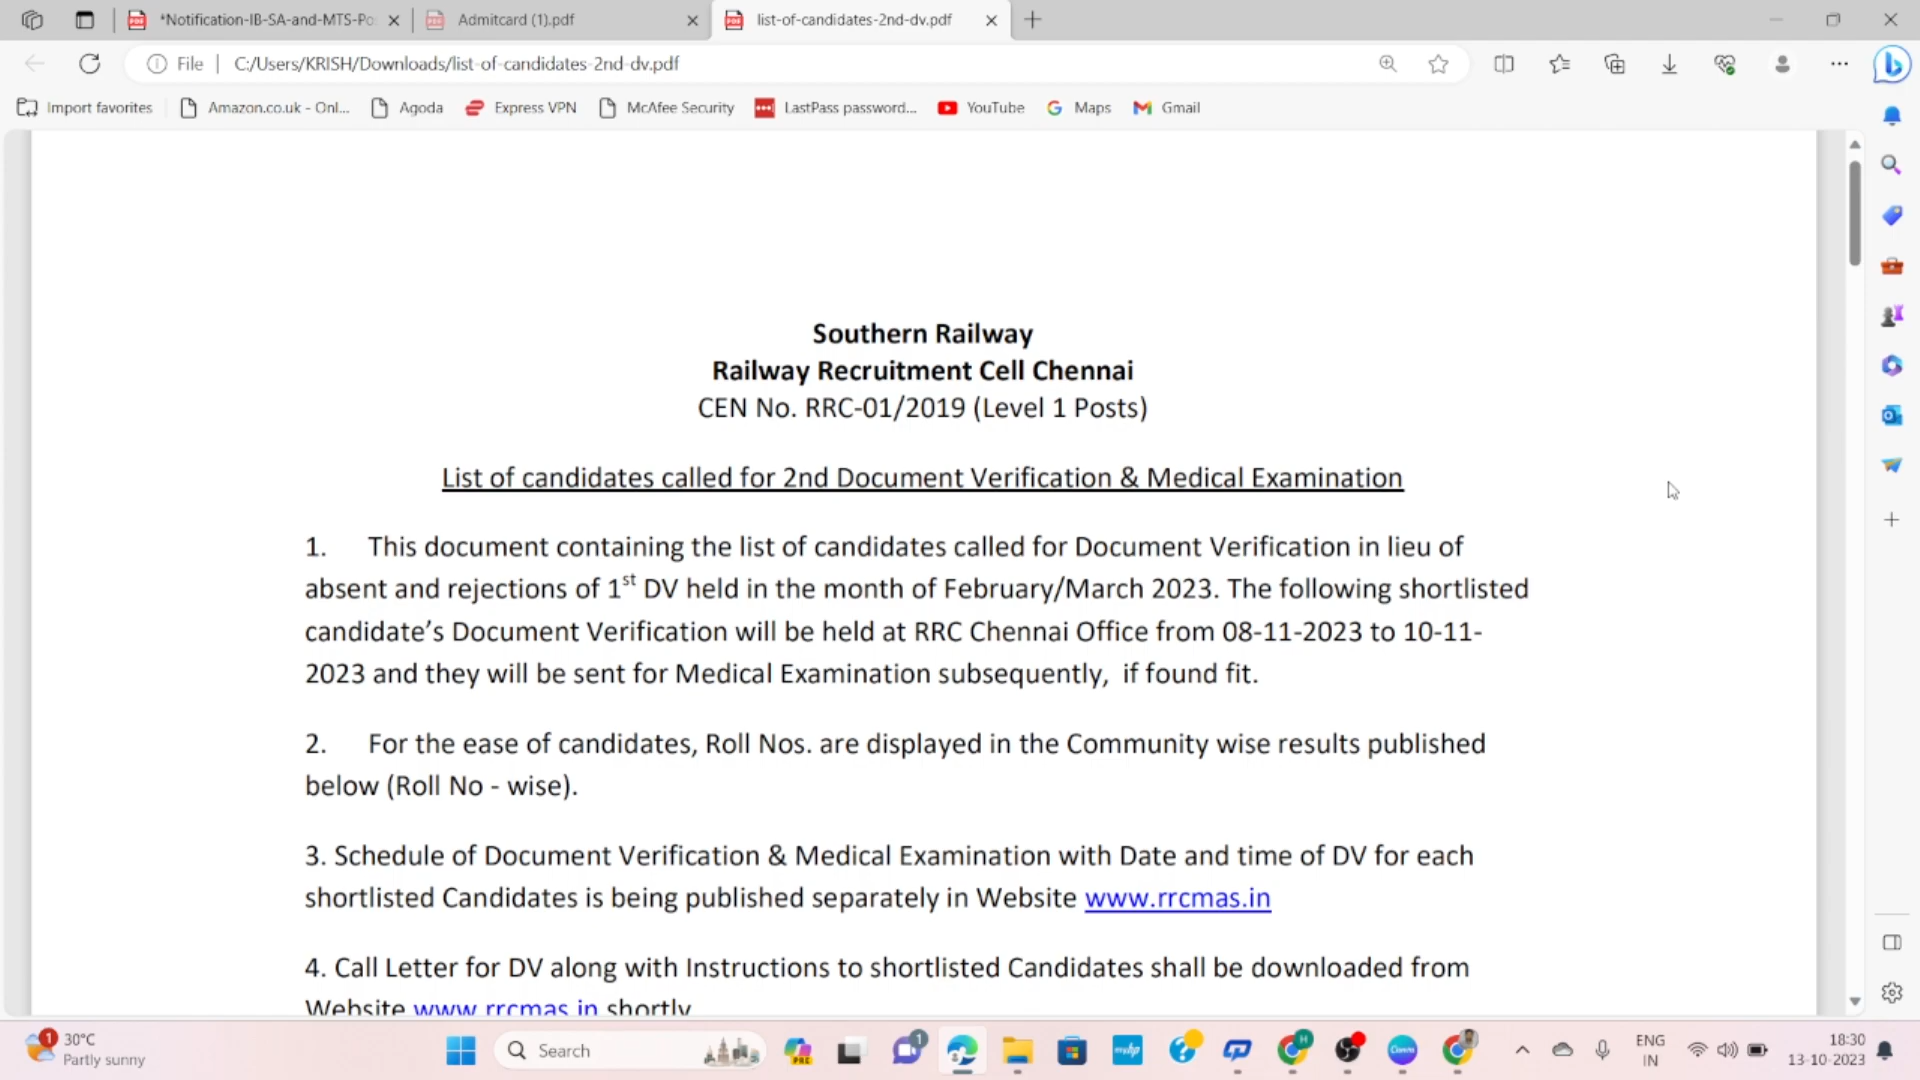 *Notification-IB-SA-and-MTS-Po
Admitcard (1).pdf
list-of-candidates-2nd-dv.pdf
File
C:/Users/KRISH/Downloads/list-of-candidates-2nd-dv.pdf
Import favorites
Amazon.co.uk - Onl...
Agoda
Express VPN
McAfee Security
LastPass password...
YouTube
Maps
Gmail
Southern Railway
Railway Recruitment Cell Chennai
CEN No. RRC-01/2019 (Level 1 Posts)
List of candidates called for 2nd Document Verification & Medical Examination
1. This document containing the list of candidates called for Document Verification in lieu of
absent and rejections of 1st DV held in the month of February/March 2023. The following shortlisted
candidate's Document Verification will be held at RRC Chennai Office from 08-11-2023 to 10-11-
2023 and they will be sent for Medical Examination subsequently, if found fit.
2. For the ease of candidates, Roll Nos. are displayed in the Community wise results published
below (Roll No - wise).
3. Schedule of Document Verification & Medical Examination with Date and time of DV for each
shortlisted Candidates is being published separately in Website www.rrcmas.in
4. Call Letter for DV along with Instructions to shortlisted Candidates shall be downloaded from
Website www.rrcmas.in shortly
1
30°C
Partly sunny
Search
PRE
1
myhp
Canva
ENG
IN
18:30
13-10-2023